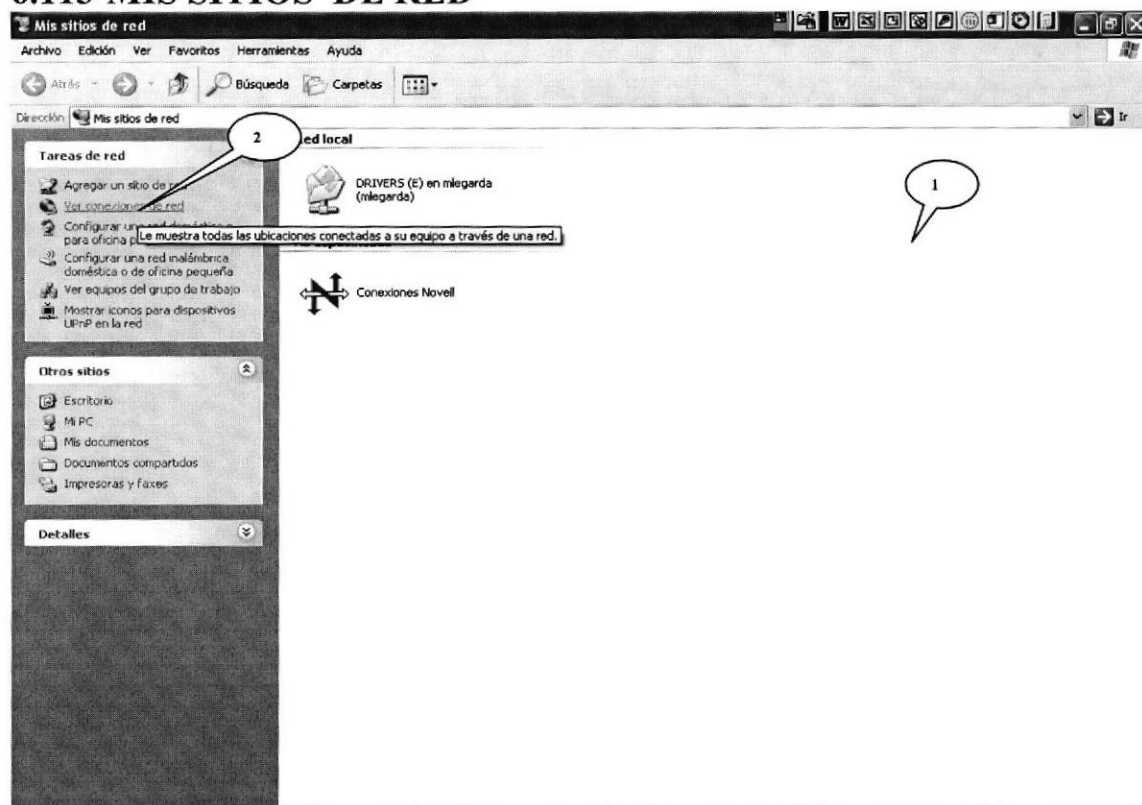 MIS SITIOS DE RED
Mis sitios de red
Archivo Edición Ver Favoritos Herramientas Ayuda
Atrás Búsqueda Carpetas
Dirección Mis sitios de red Ir
Tareas de red
Agregar un sitio de red
Ver conexiones de red
Configurar una red doméstica o
para oficina
Le muestra todas las ubicaciones conectadas a su equipo a través de una red.
Configurar una red inalámbrica
doméstica o de oficina pequeña
Ver equipos del grupo de trabajo
Mostrar iconos para dispositivos
UPnP en la red
Otros sitios
Escritorio
Mi PC
Mis documentos
Documentos compartidos
Impresoras y faxes
Detalles
2
Red local
DRIVERS (E) en mlegarda
(mlegarda)
Conexiones Novell
1